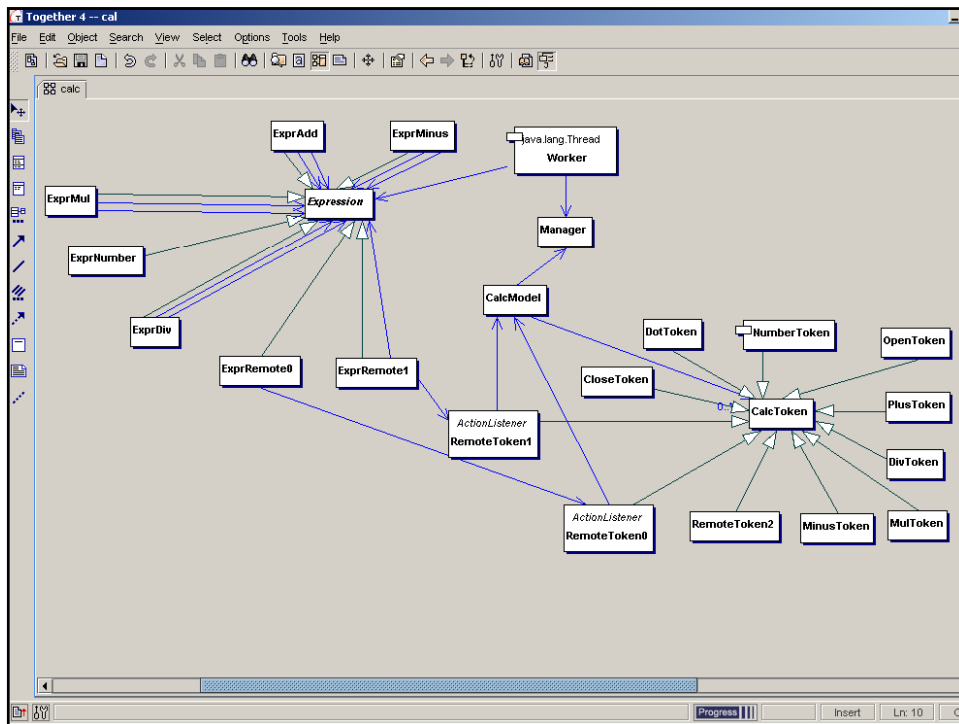 Together 4 -- cal
File Edit Object Search View Select Options Tools Help
calc
ExprAdd
ExprMinus
java.lang.Thread
Worker
ExprMul
Expression
Manager
ExprNumber
CalcModel
ExprDiv
DotToken
NumberToken
OpenToken
ExprRemote0
ExprRemote1
CloseToken
0..1
CalcToken
PlusToken
ActionListener
RemoteToken1
DivToken
ActionListener
RemoteToken0
RemoteToken2
MinusToken
MulToken
Progress
Insert
Ln: 10